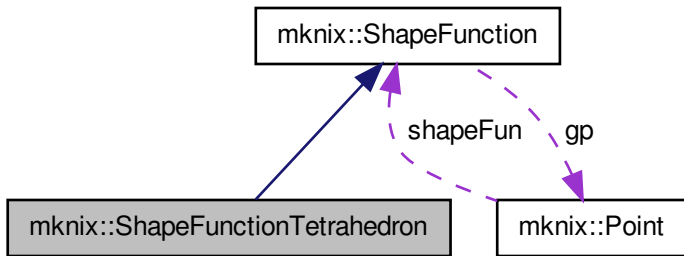 mknix::ShapeFunction
shapeFun
gp
mknix::ShapeFunctionTetrahedron
mknix::Point